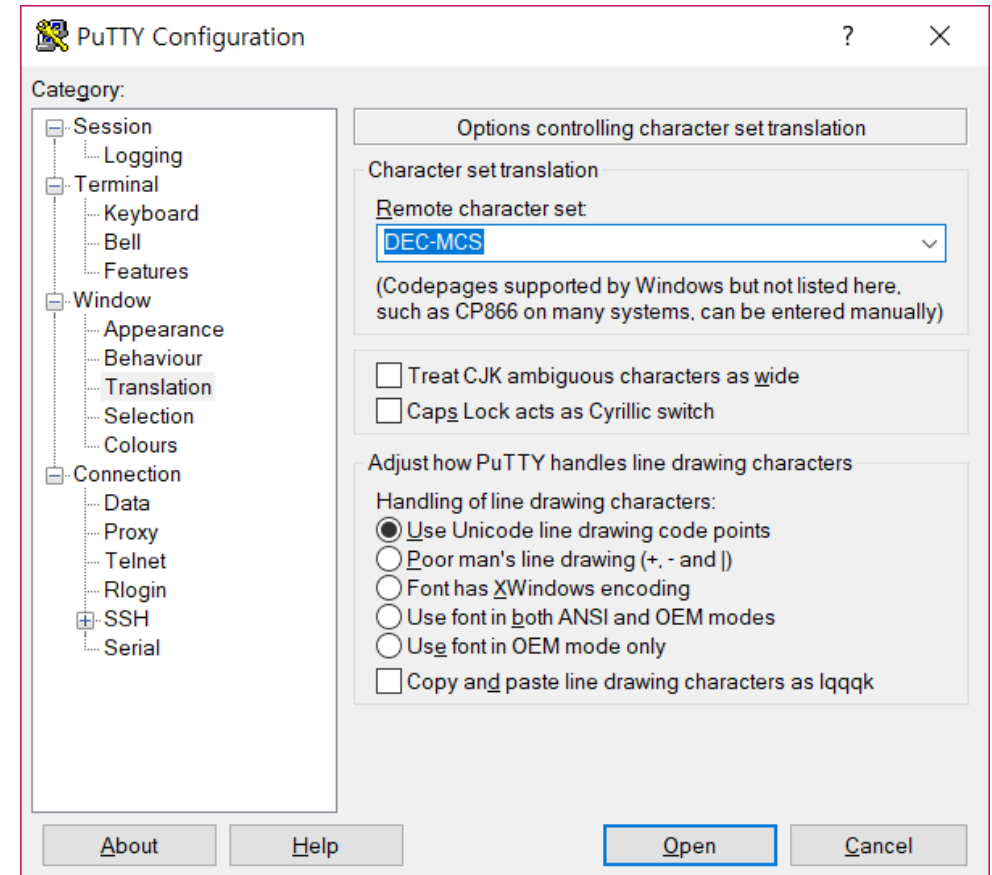 PuTTY Configuration
?
Category:
Session
Logging
Terminal
Keyboard
Bell
Features
Window
Appearance
Behaviour
Translation
Selection
Colours
Connection
Data
Proxy
Telnet
Rlogin
SSH
Serial
Options controlling character set translation
Character set translation
Remote character set:
DEC-MCS
(Codepages supported by Windows but not listed here,
such as CP866 on many systems, can be entered manually)
Treat CJK ambiguous characters as wide
Caps Lock acts as Cyrillic switch
Adjust how PuTTY handles line drawing characters
Handling of line drawing characters:
Use Unicode line drawing code points
Poor man's line drawing (+, - and |)
Font has XWindows encoding
Use font in both ANSI and OEM modes
Use font in OEM mode only
Copy and paste line drawing characters as lqqqk
About
Help
Open
Cancel